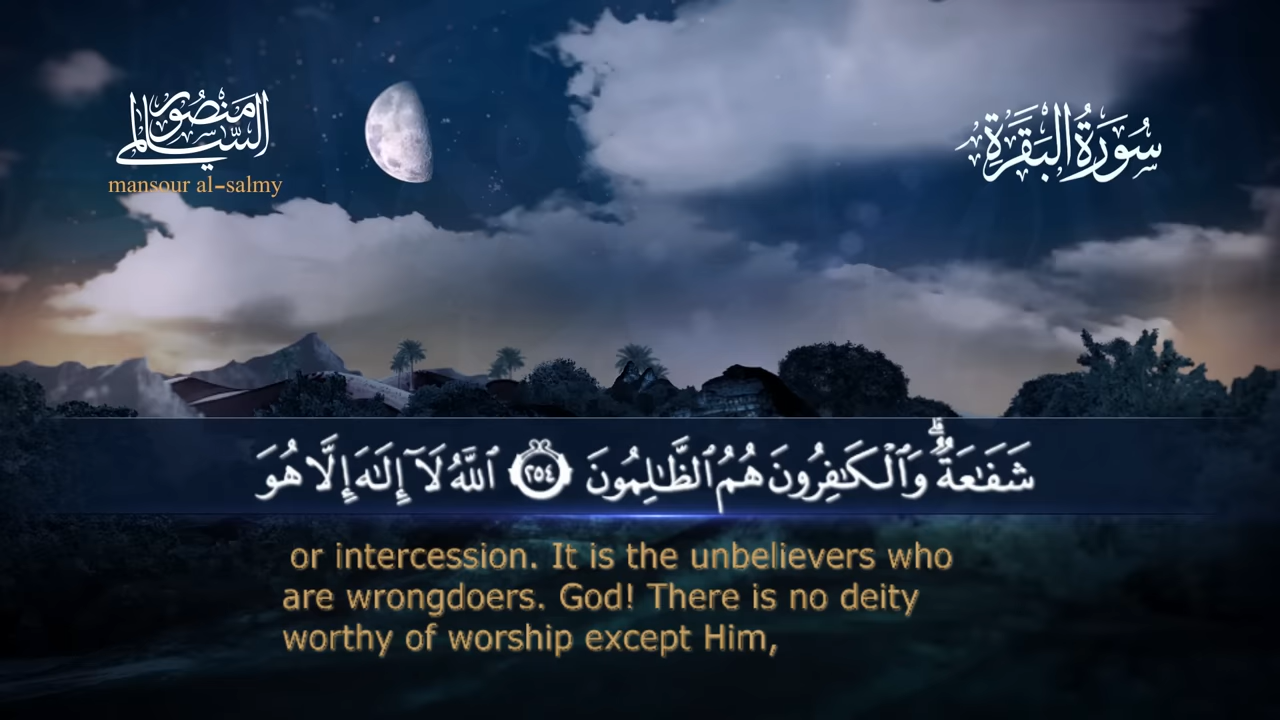 منصور السالمي
mansour al-salmy
سُورَةُ البَقَرَةِ
شَفَـٰعَةٌۭ ۗ وَٱلْكَـٰفِرُونَ هُمُ ٱلظَّـٰلِمُونَ ٢٥٤ ٱللَّهُ لَآ إِلَـٰهَ إِلَّا هُوَ
or intercession. It is the unbelievers who
are wrongdoers. God! There is no deity
worthy of worship except Him,